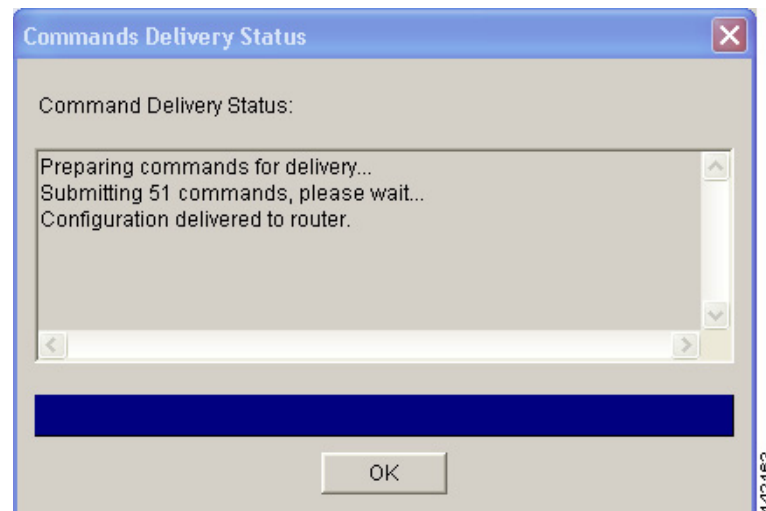 Commands Delivery Status
Command Delivery Status:
Preparing commands for delivery...
Submitting 51 commands, please wait...
Configuration delivered to router.
OK